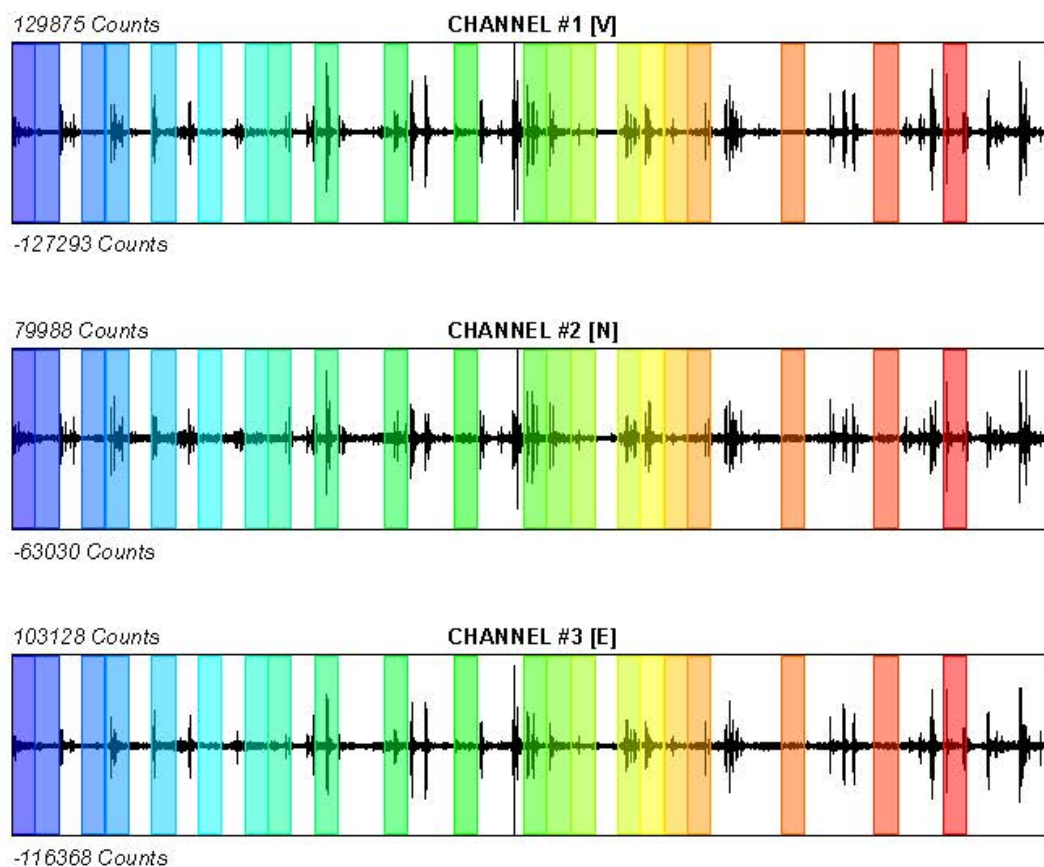 129875 Counts
CHANNEL #1 [V]
-127293 Counts
79988 Counts
CHANNEL #2 [N]
-63030 Counts
103128 Counts
CHANNEL #3 [E]
-116368 Counts